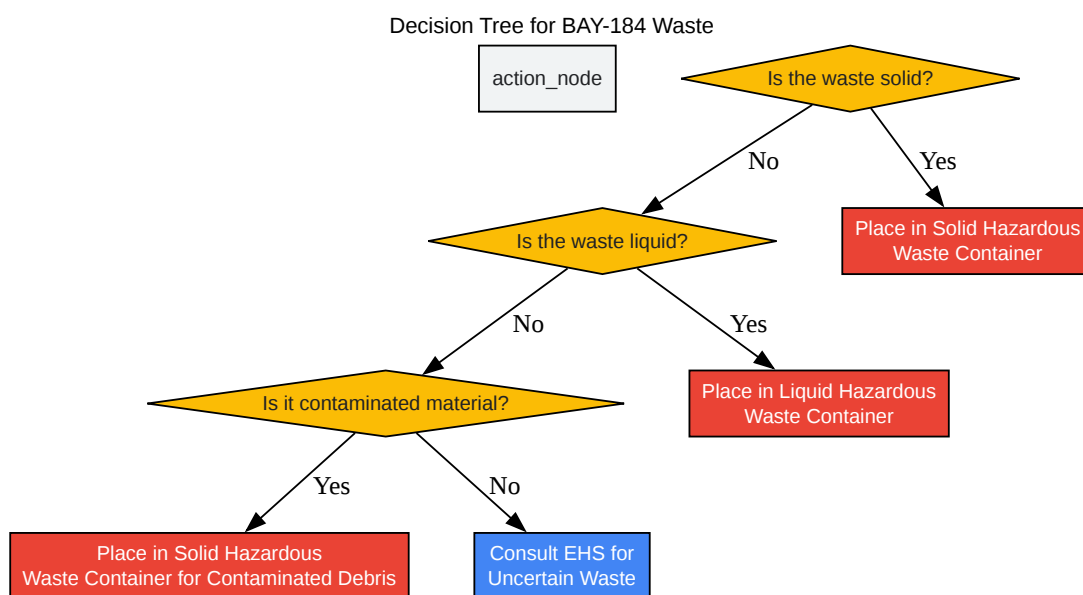 Decision Tree for BAY-184 Waste
action_node
Is the waste solid?
No
Yes
Is the waste liquid?
Place in Solid Hazardous
Waste Container
No
Yes
Is it contaminated material?
Place in Liquid Hazardous
Waste Container
Yes
No
Place in Solid Hazardous
Waste Container for Contaminated Debris
Consult EHS for
Uncertain Waste